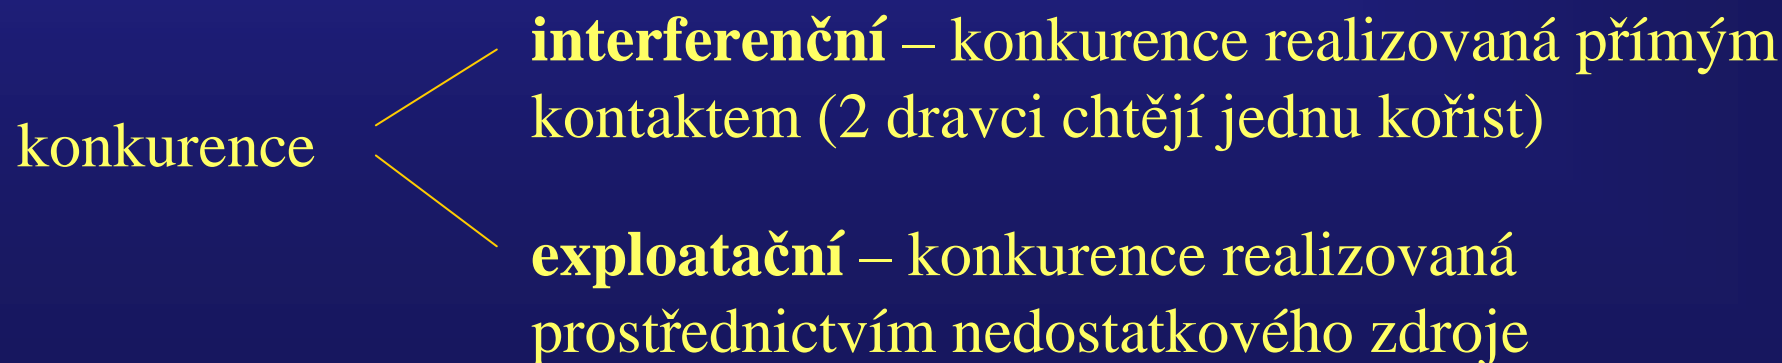 interferenční – konkurence realizovaná přímým
kontaktem (2 dravci chtějí jednu kořist)
konkurence
exploatační – konkurence realizovaná
prostřednictvím nedostatkového zdroje